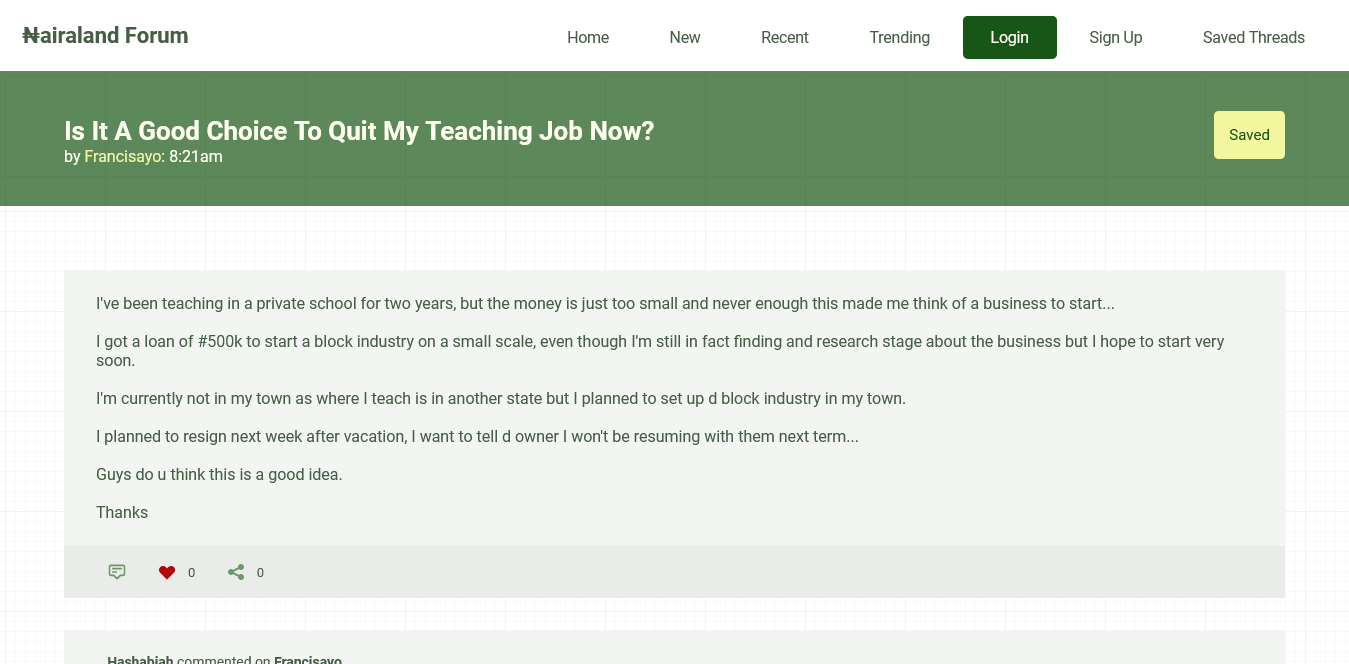 ₦airaland Forum
Home
New
Recent
Trending
Login
Sign Up
Saved Threads
Is It A Good Choice To Quit My Teaching Job Now?
by Francisayo: 8:21am
Saved
I've been teaching in a private school for two years, but the money is just too small and never enough this made me think of a business to start...
I got a loan of #500k to start a block industry on a small scale, even though I'm still in fact finding and research stage about the business but I hope to start very
soon.
I'm currently not in my town as where I teach is in another state but I planned to set up d block industry in my town.
I planned to resign next week after vacation, I want to tell d owner I won't be resuming with them next term...
Guys do u think this is a good idea.
Thanks
0
0
Hashabiah commented on Francisayo